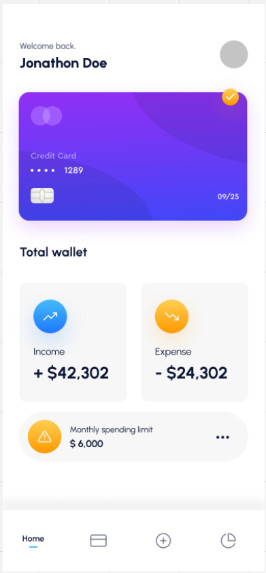 Welcome back.
Jonathon Doe
Credit Card
•••• 1289
09/25
Total wallet
Income
+ $42,302
Expense
- $24,302
Monthly spending limit
$ 6,000
Home